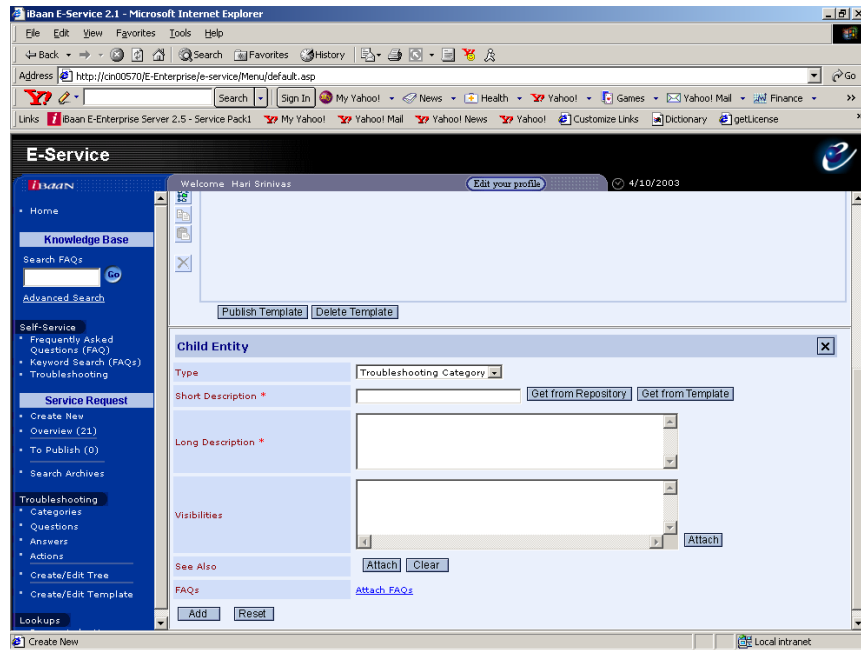 iBaan E-Service 2.1 - Microsoft Internet Explorer
File Edit View Favorites Tools Help
Back Search Favorites History
Address http://cin00570/E-Enterprise/e-service/Menu/default.asp Go
Y! Search Sign In My Yahoo! News Health Yahoo! Games Yahoo! Mail Finance »
Links iBaan E-Enterprise Server 2.5 - Service Pack1 My Yahoo! Yahoo! Mail Yahoo! News Yahoo! Customize Links Dictionary getLicense »
E-Service
iBaan Welcome Hari Srinivas Edit your profile 4/10/2003
Home
Knowledge Base
Search FAQs
Go
Advanced Search
Self-Service
Frequently Asked
Questions (FAQ)
Keyword Search (FAQs)
Troubleshooting
Service Request
Create New
Overview (21)
To Publish (0)
Search Archives
Troubleshooting
Categories
Questions
Answers
Actions
Create/Edit Tree
Create/Edit Template
Lookups
Publish Template Delete Template
Child Entity
Type Troubleshooting Category
Short Description * Get from Repository Get from Template
Long Description *
Visibilities Attach
See Also Attach Clear
FAQs Attach FAQs
Add Reset
Create New Local intranet